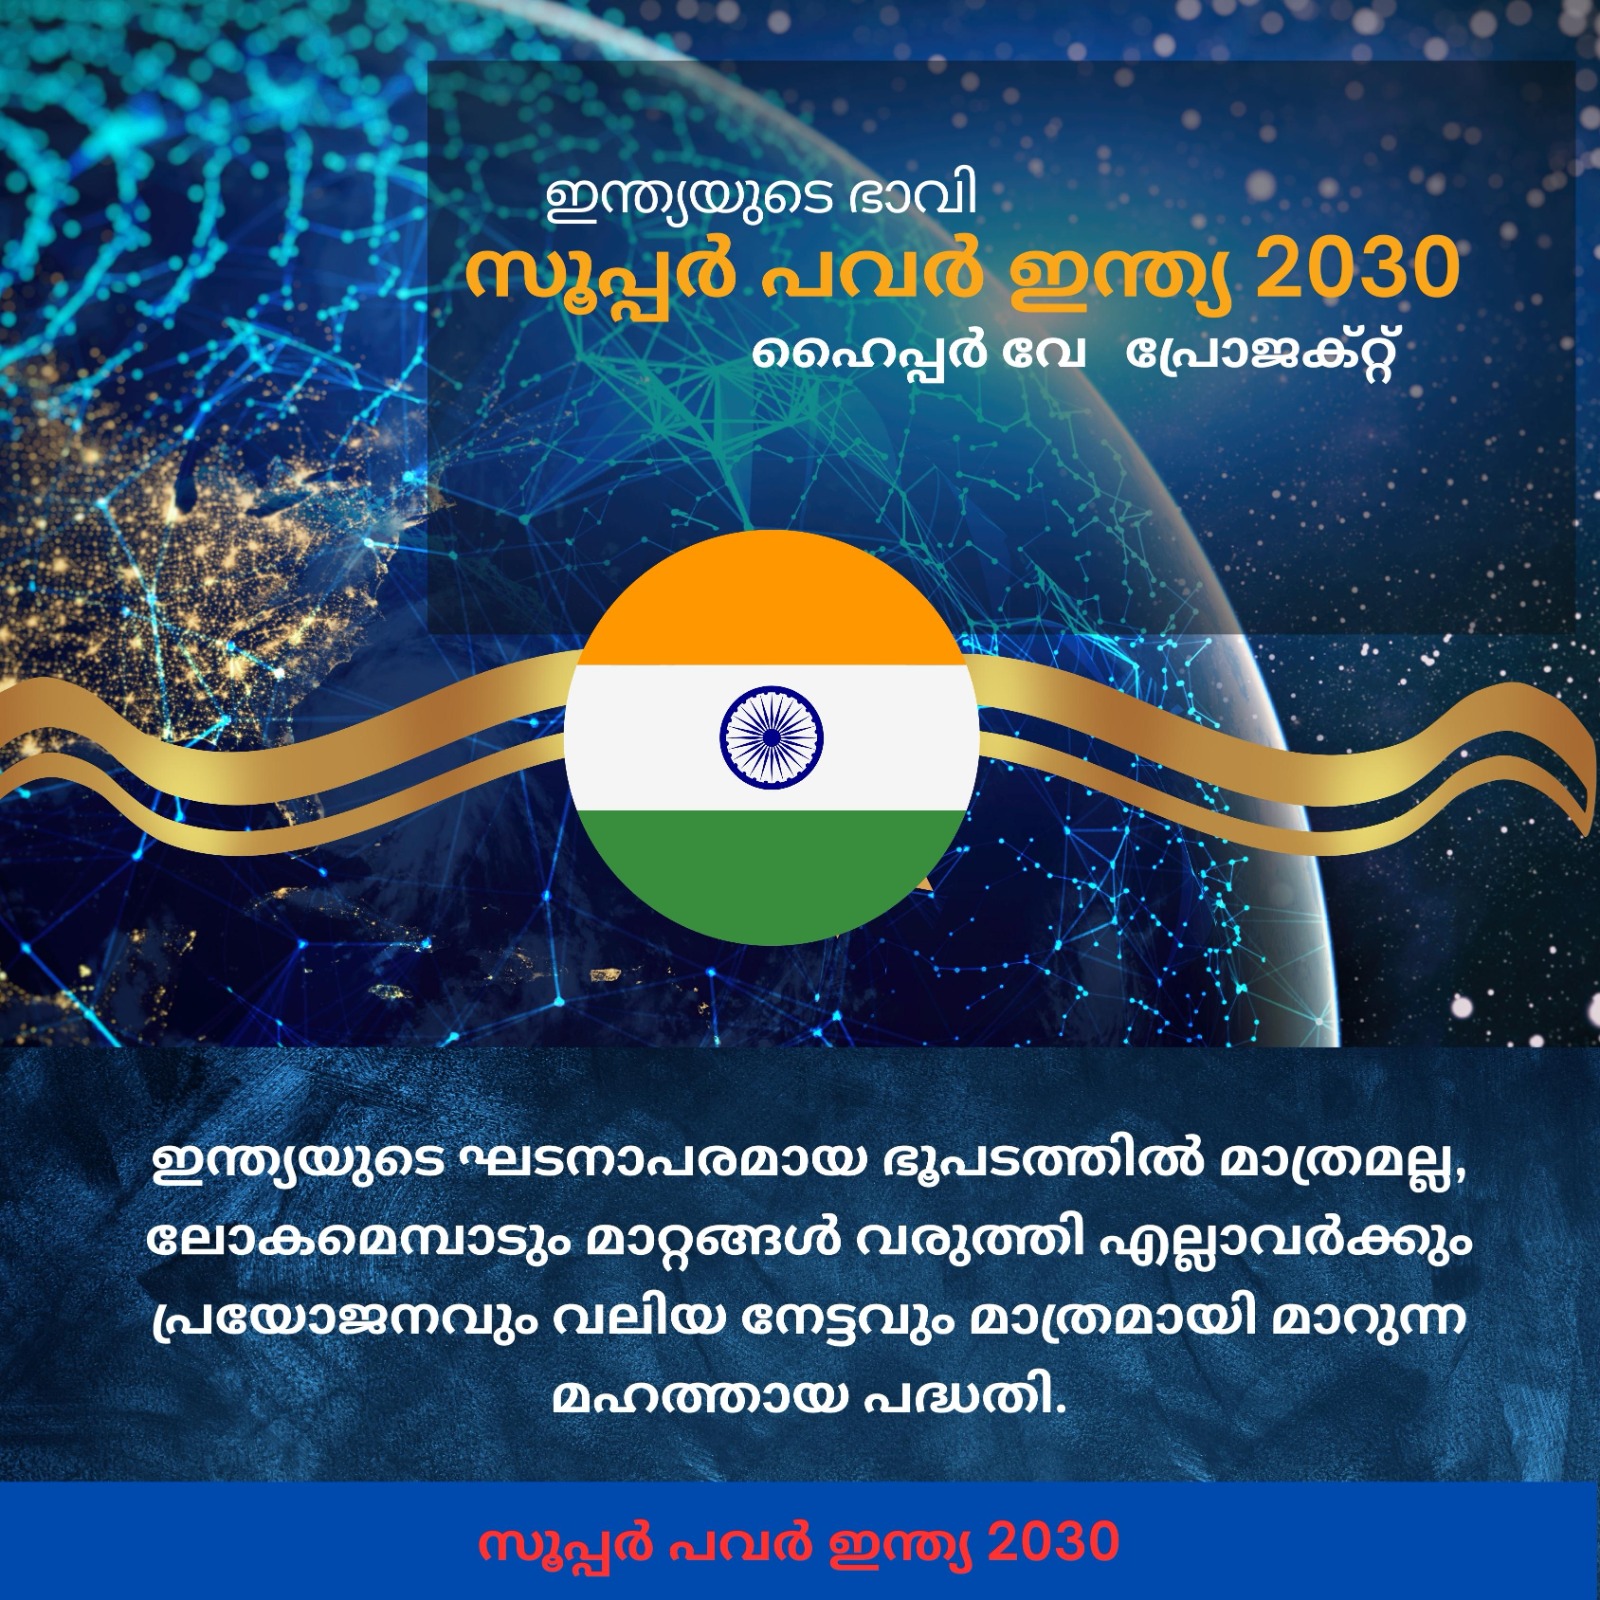 ഇന്ത്യയുടെ ഭാവി
സൂപ്പർ പവർ ഇന്ത്യ 2030
ഹൈപ്പർ വേ പ്രോജക്റ്റ്
ഇന്ത്യയുടെ ഘടനാപരമായ ഭൂപടത്തിൽ മാത്രമല്ല,
ലോകമെമ്പാടും മാറ്റങ്ങൾ വരുത്തി എല്ലാവർക്കും
പ്രയോജനവും വലിയ നേട്ടവും മാത്രമായി മാറുന്ന
മഹത്തായ പദ്ധതി.
സൂപ്പർ പവർ ഇന്ത്യ 2030